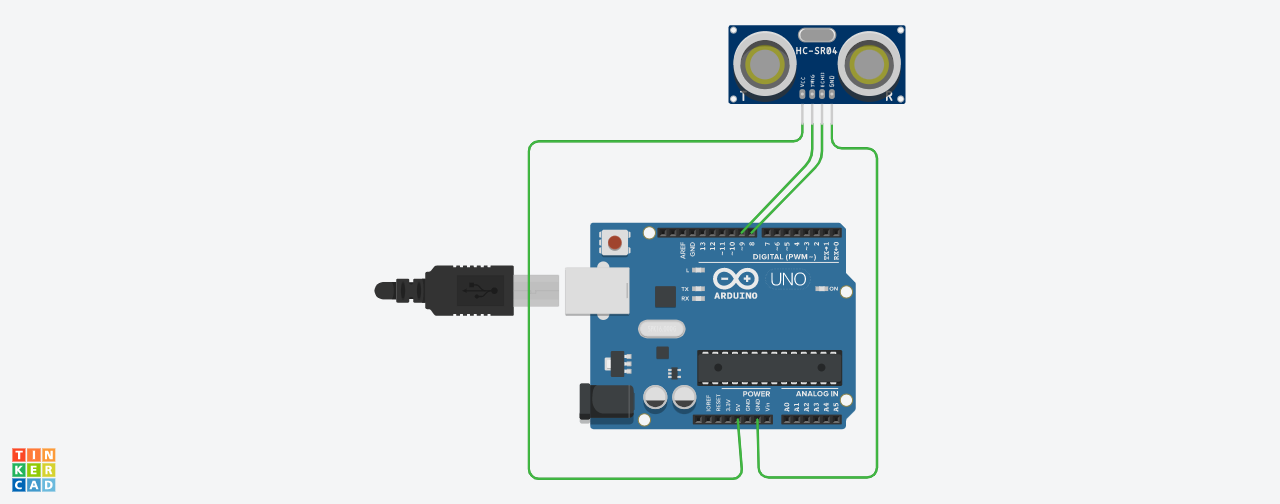 HC-SR04
VCC
TRIG
ECHO
GND
T
R
AREF
GND
13
12
~11
~10
~9
8
7
~6
~5
4
~3
2
TX→1
RX←0
DIGITAL (PWM~)
L
TX
RX
ARDUINO
UNO
ON
POWER
ANALOG IN
IOREF
RESET
3.3V
5V
GND
GND
Vin
A0
A1
A2
A3
A4
A5
TIN
KER
CAD